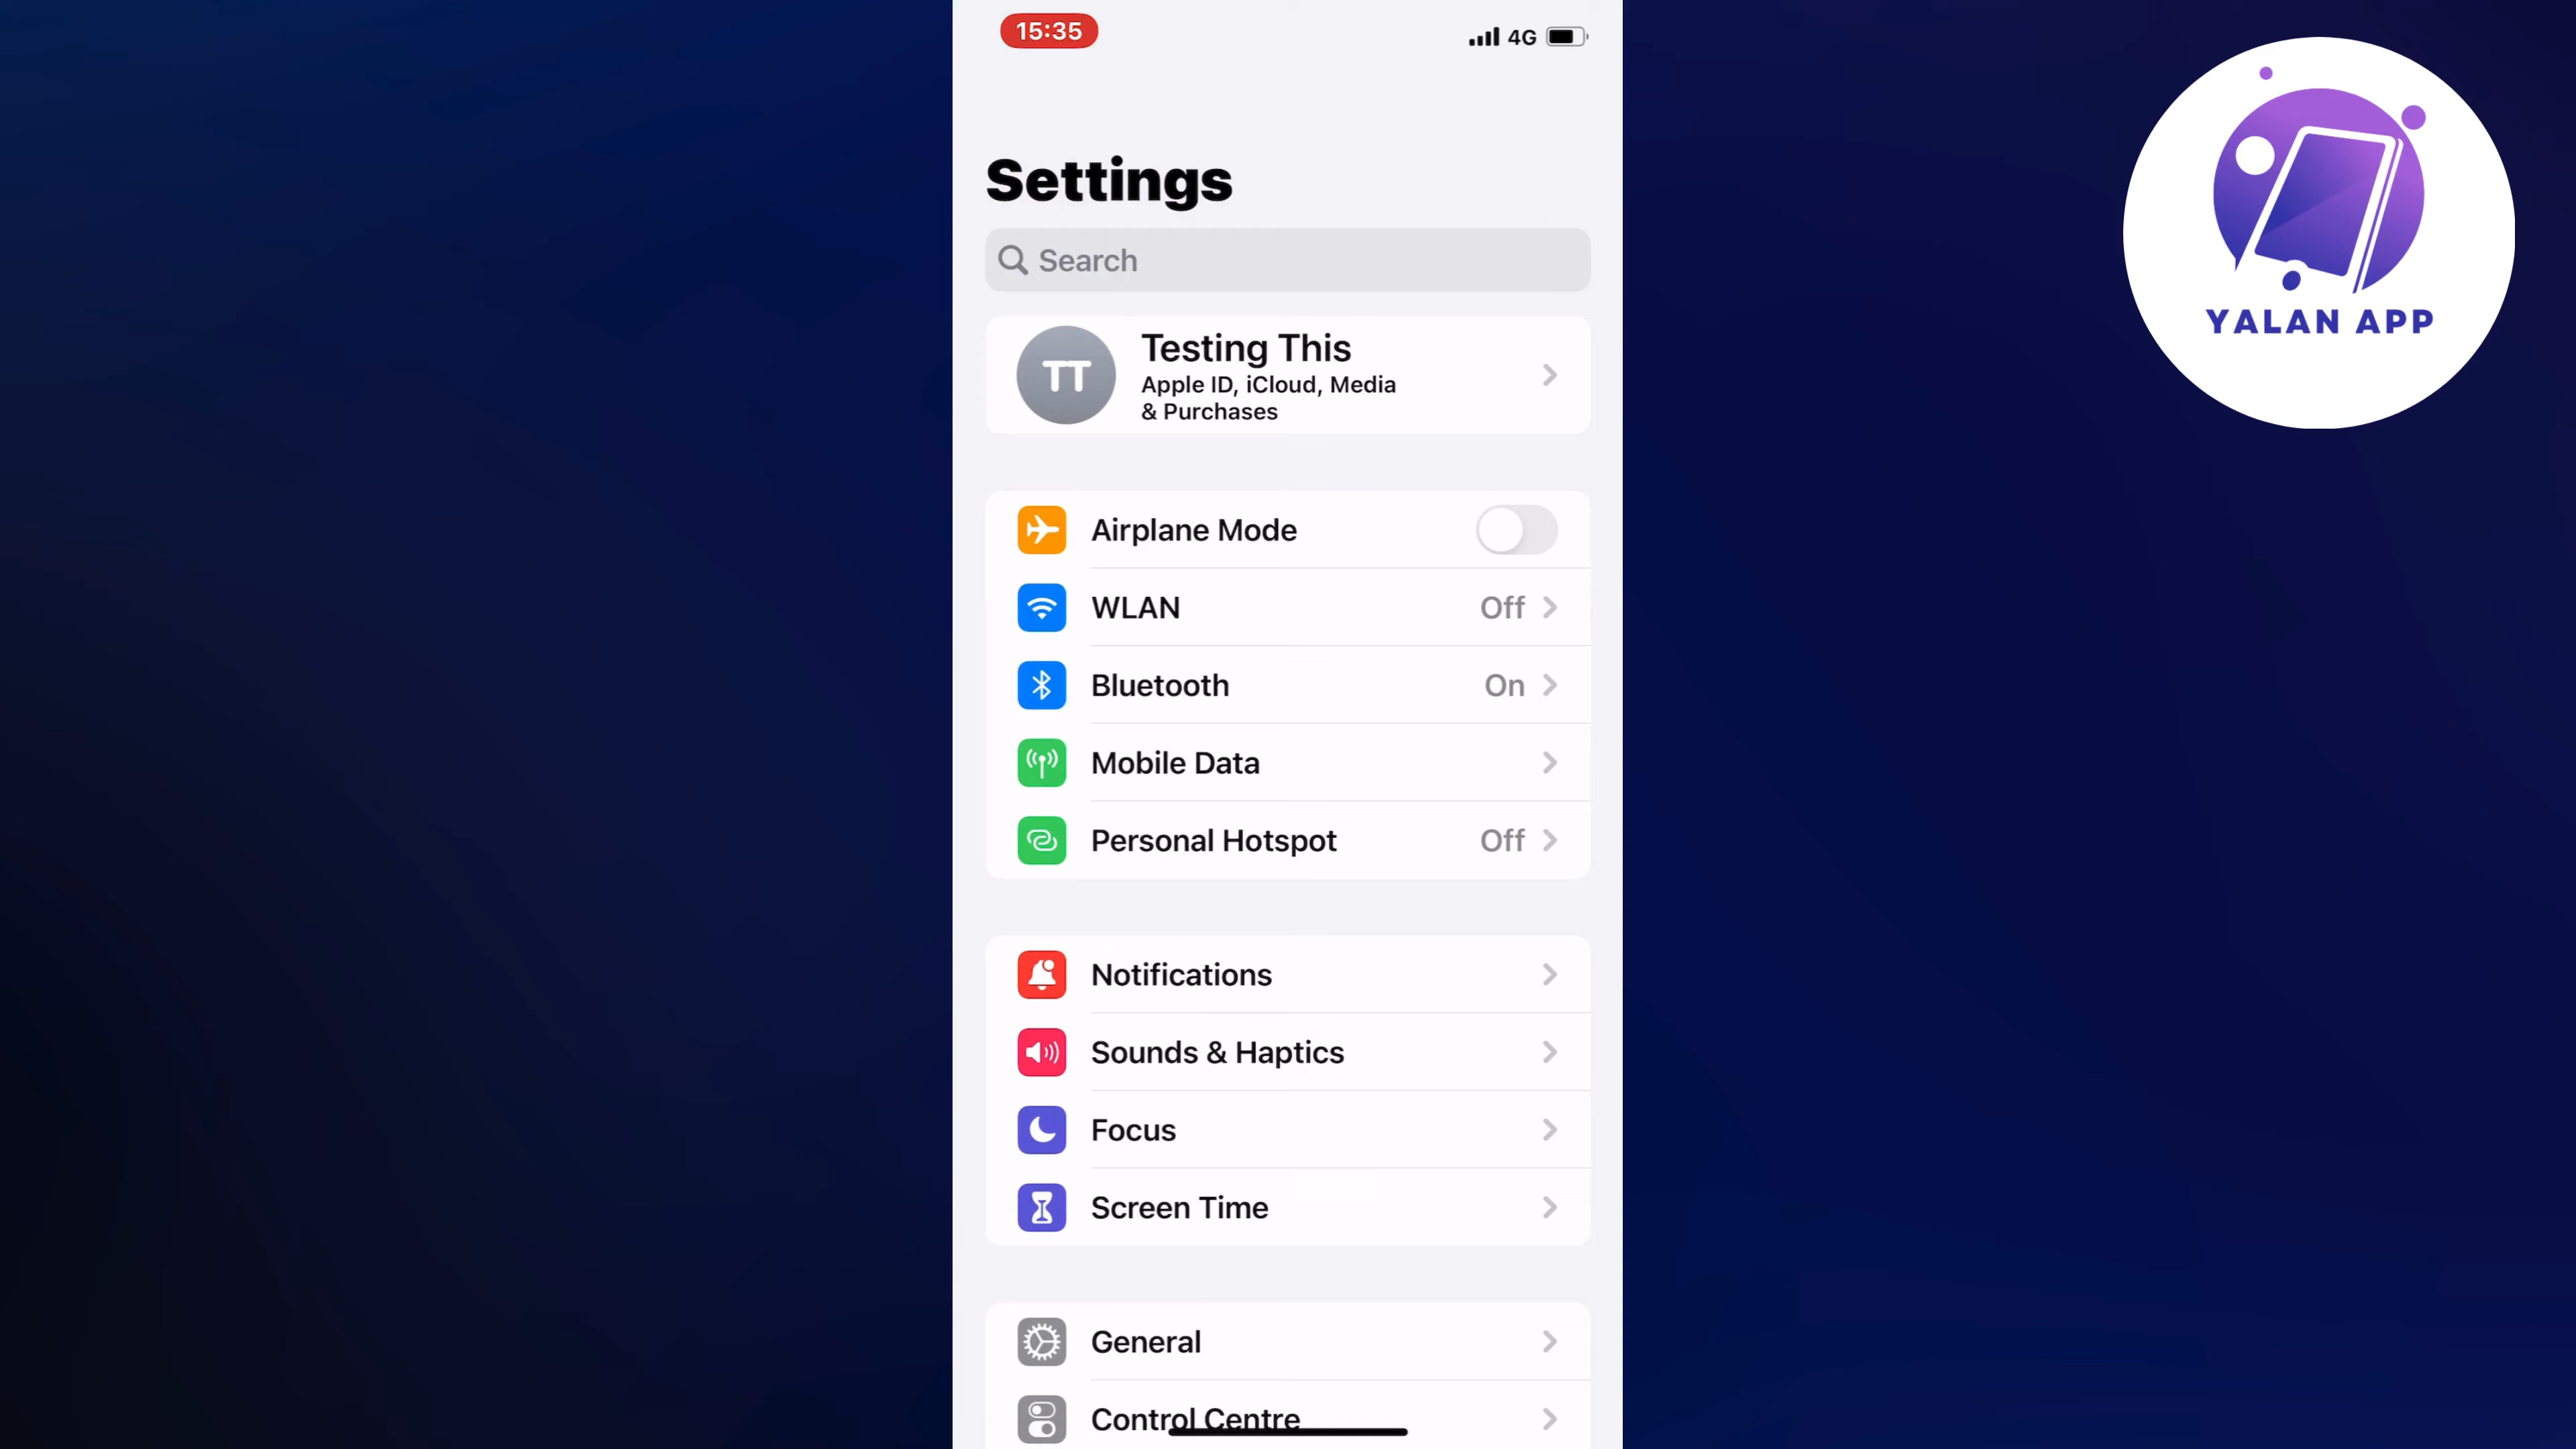 15:35
4G
Settings
Search
TT
Testing This
Apple ID, iCloud, Media
& Purchases
Airplane Mode
WLAN Off
Bluetooth On
Mobile Data
Personal Hotspot Off
Notifications
Sounds & Haptics
Focus
Screen Time
General
Control Centre
YALAN APP